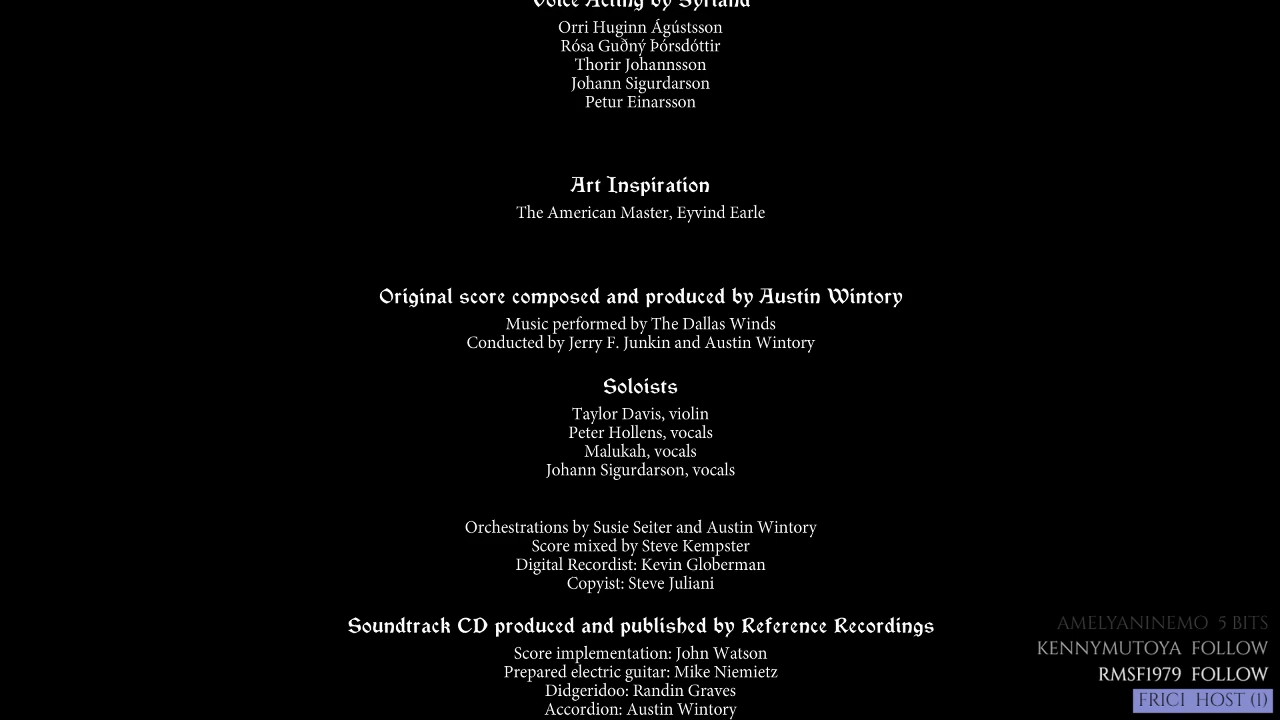 Voice Acting by Syrland
Orri Huginn Ágústsson
Rósa Guðný Þórsdóttir
Thorir Johannsson
Johann Sigurdarson
Petur Einarsson
Art Inspiration
The American Master, Eyvind Earle
Original score composed and produced by Austin Wintory
Music performed by The Dallas Winds
Conducted by Jerry F. Junkin and Austin Wintory
Soloists
Taylor Davis, violin
Peter Hollens, vocals
Malukah, vocals
Johann Sigurdarson, vocals
Orchestrations by Susie Seiter and Austin Wintory
Score mixed by Steve Kempster
Digital Recordist: Kevin Globerman
Copyist: Steve Juliani
Soundtrack CD produced and published by Reference Recordings
Score implementation: John Watson
Prepared electric guitar: Mike Niemietz
Didgeridoo: Randin Graves
Accordion: Austin Wintory
AMELYANINEMO 5 BITS
KENNYMUTOYA FOLLOW
RMSF1979 FOLLOW
FRICI HOST (1)